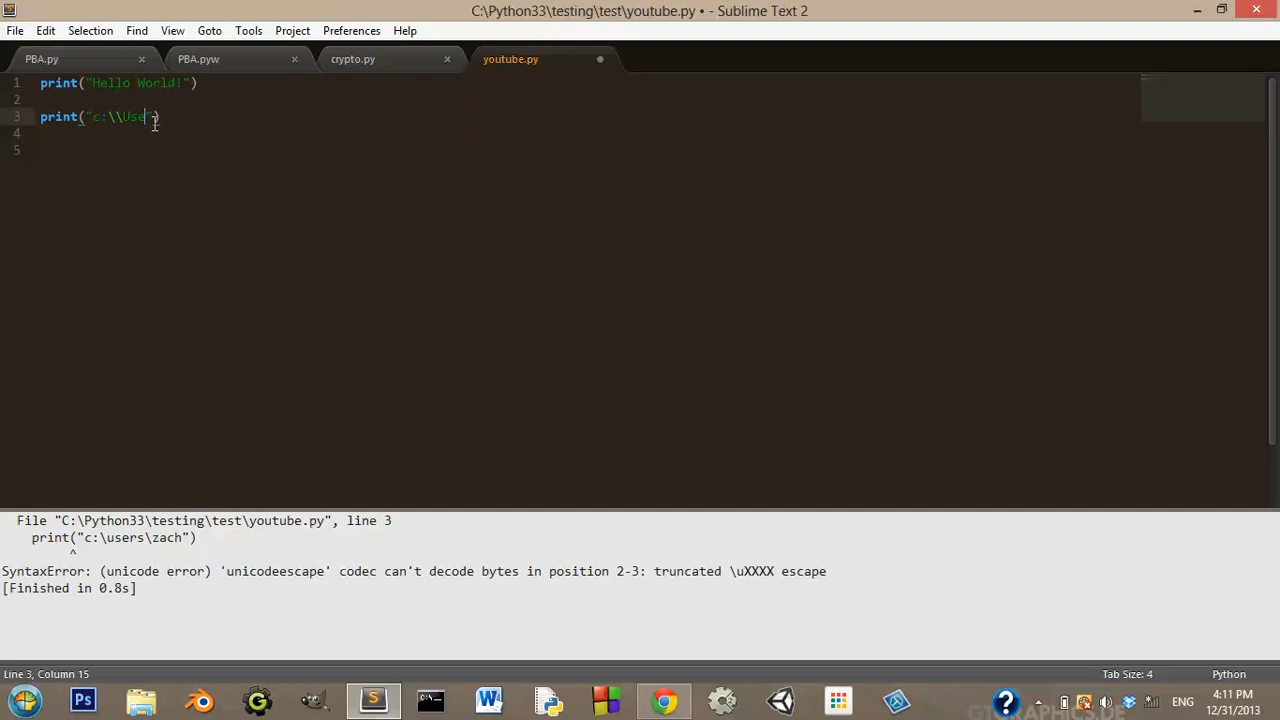 C:\Python33\testing\test\youtube.py • - Sublime Text 2
File Edit Selection Find View Goto Tools Project Preferences Help
PBA.py PBA.pyw crypto.py youtube.py
1 print("Hello World!")
2
3 print("c:\\Use")
4
5
File "C:\Python33\testing\test\youtube.py", line 3
print("c:\users\zach")
^
SyntaxError: (unicode error) 'unicodeescape' codec can't decode bytes in position 2-3: truncated \uXXXX escape
[Finished in 0.8s]
Line 3, Column 15 Tab Size: 4 Python
Ps S W ? ENG 4:11 PM
12/31/2013